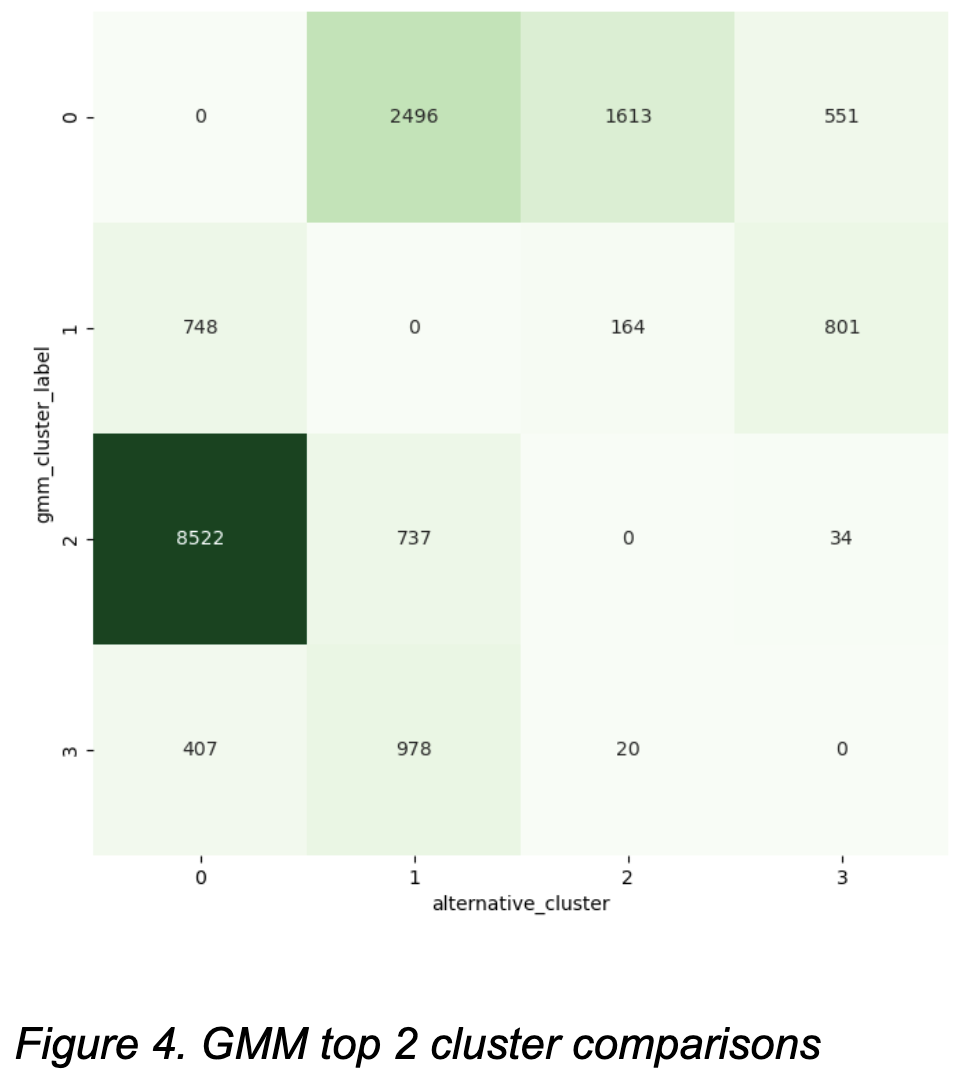 0 0 2496 1613 551
1 748 0 164 801
2 8522 737 0 34
3 407 978 20 0
gmm_cluster_label
0 1 2 3
alternative_cluster
Figure 4. GMM top 2 cluster comparisons